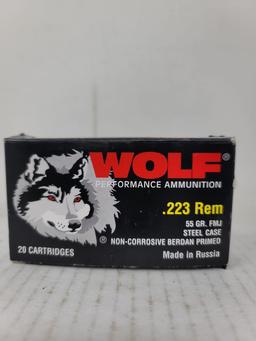 WOLF®
PERFORMANCE AMMUNITION
.223 Rem
55 GR. FMJ
STEEL CASE
® NON-CORROSIVE BERDAN PRIMED
20 CARTRIDGES
Made in Russia